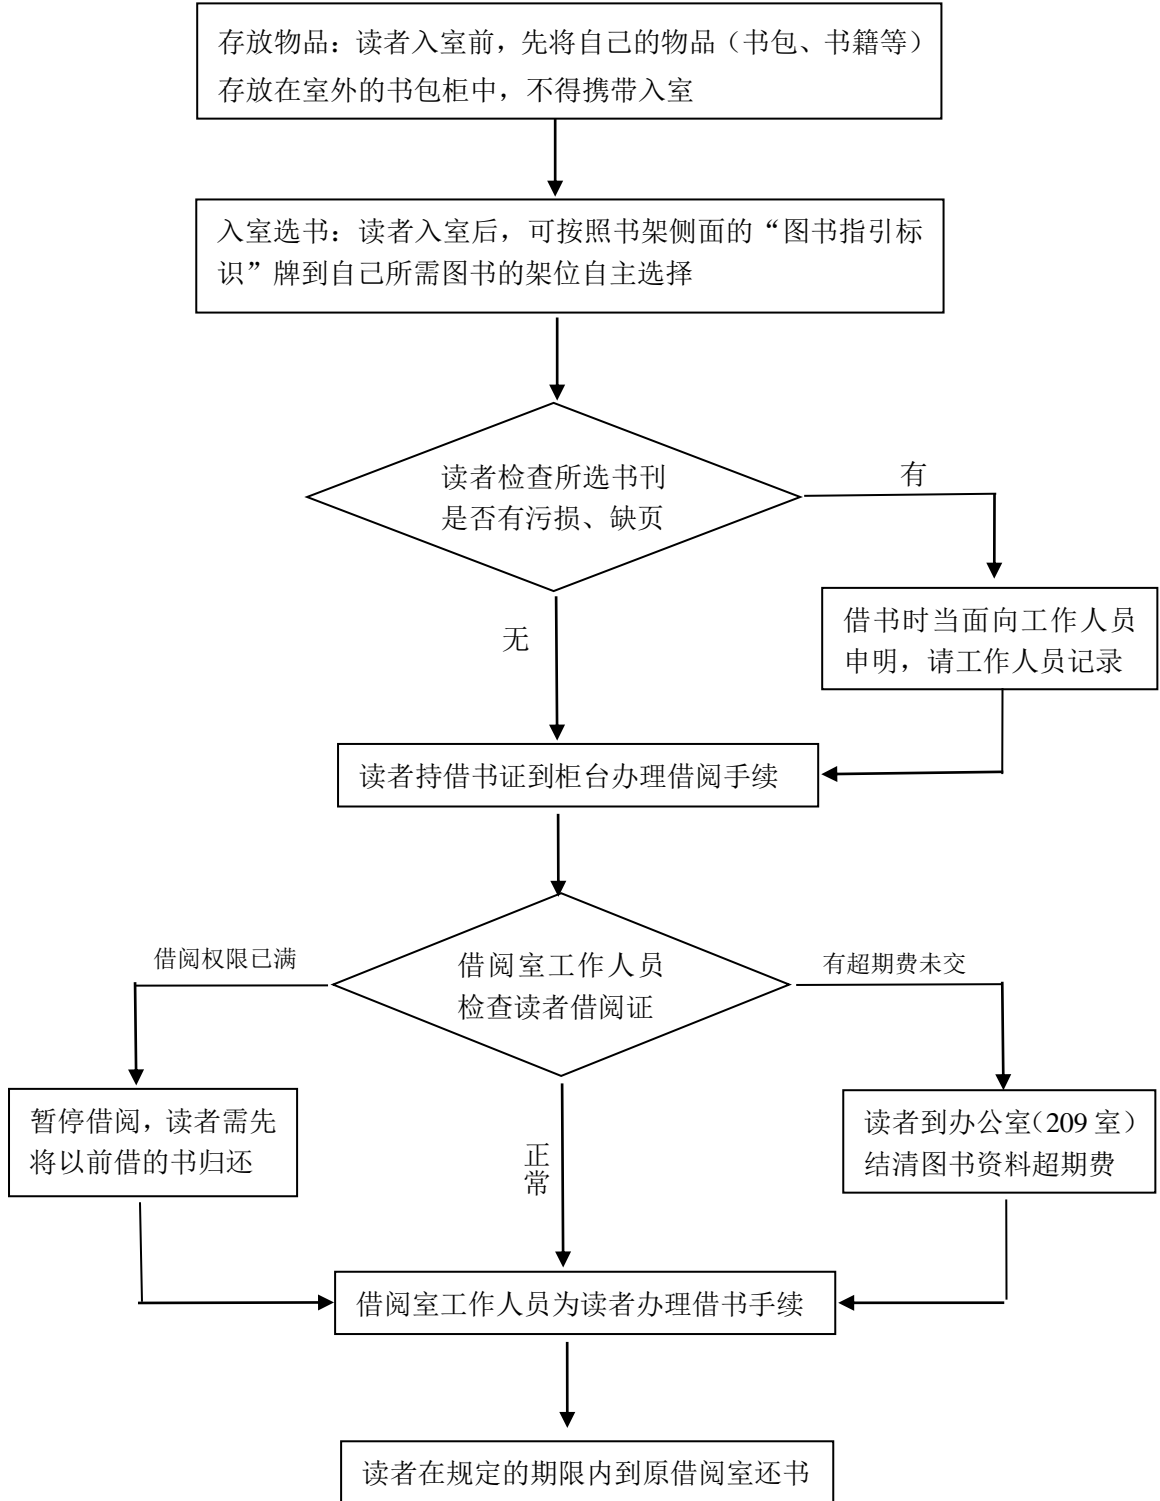 存放物品：读者入室前，先将自己的物品（书包、书籍等）
存放在室外的书包柜中，不得携带入室
入室选书：读者入室后，可按照书架侧面的“图书指引标
识”牌到自己所需图书的架位自主选择
读者检查所选书刊
是否有污损、缺页
有
借书时当面向工作人员
申明，请工作人员记录
无
读者持借书证到柜台办理借阅手续
借阅权限已满
借阅室工作人员
检查读者借阅证
有超期费未交
暂停借阅，读者需先
将以前借的书归还
正
常
读者到办公室（209 室）
结清图书资料超期费
借阅室工作人员为读者办理借书手续
读者在规定的期限内到原借阅室还书